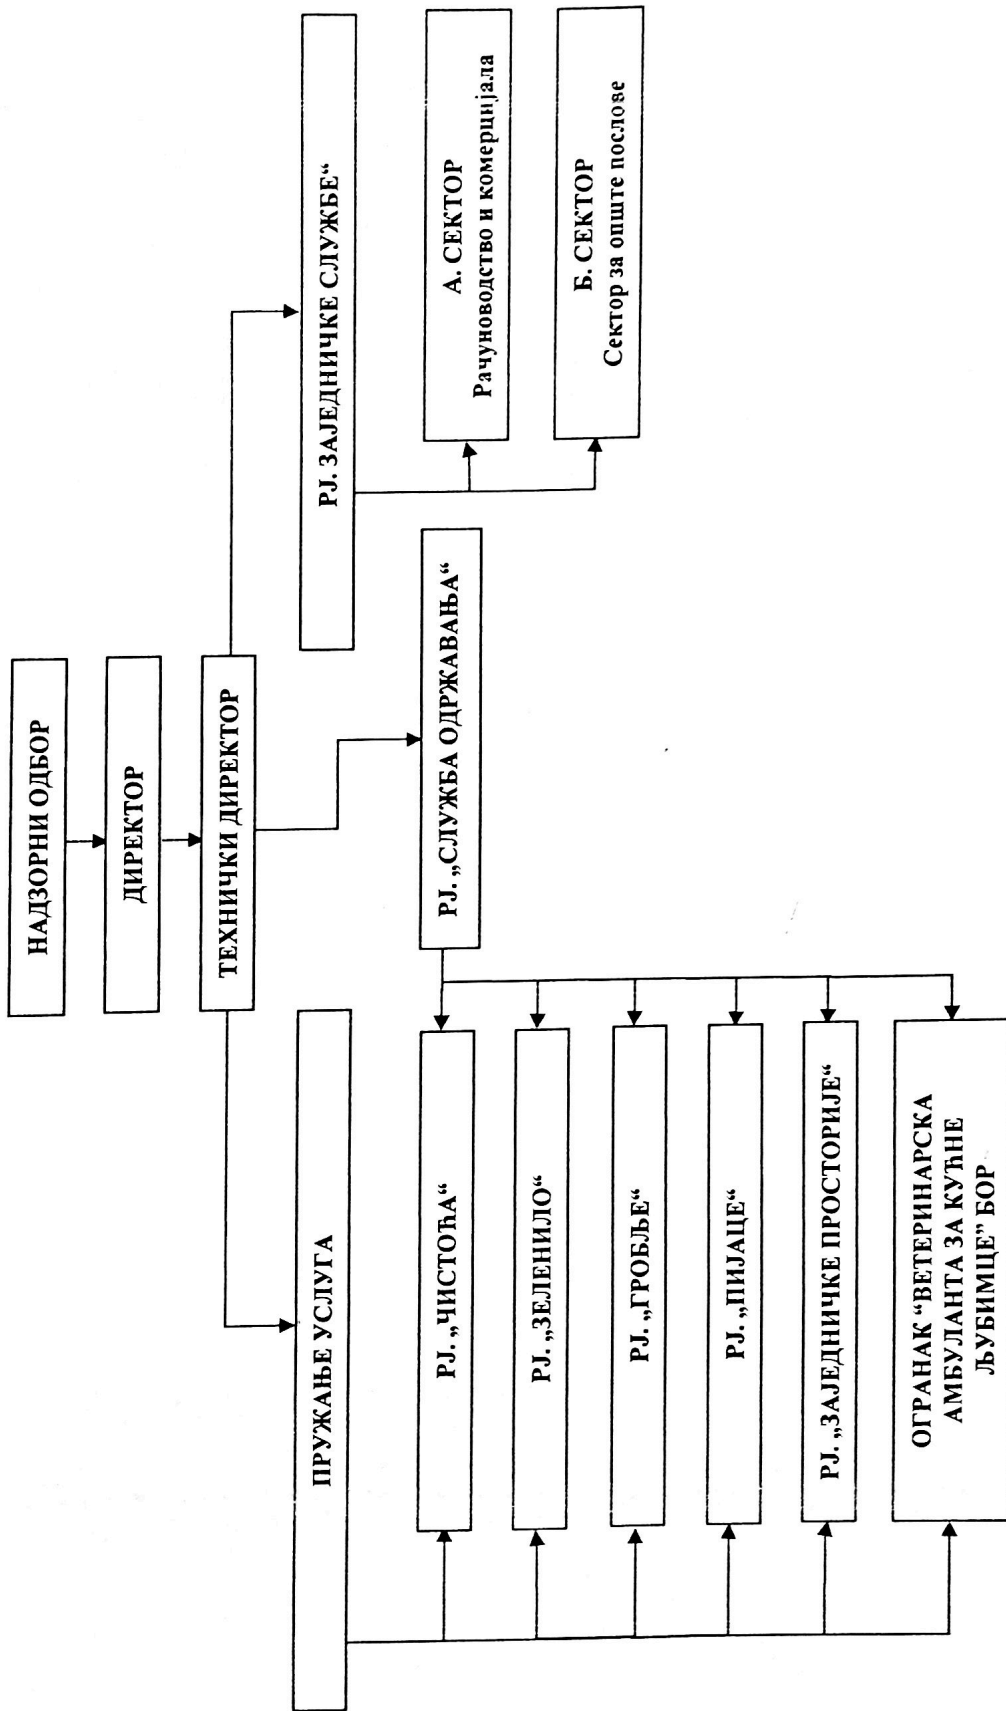 НАДЗОРНИ ОДБОР
ДИРЕКТОР
ТЕХНИЧКИ ДИРЕКТОР
ПРУЖАЊЕ УСЛУГА
РЈ. ЗАЈЕДНИЧКЕ СЛУЖБЕ“
РЈ. „СЛУЖБА ОДРЖАВАЊА“
А. СЕКТОР
Рачуноводство и комерцијала
Б. СЕКТОР
Сектор за опште послове
РЈ. „ЧИСТОЋА“
РЈ. „ЗЕЛЕНИЛО“
РЈ. „ГРОБЉЕ“
РЈ. „ПИЈАЦЕ“
РЈ. „ЗАЈЕДНИЧКЕ ПРОСТОРИЈЕ“
ОГРАНАК “ВЕТЕРИНАРСКА
АМБУЛАНТА ЗА КУЋНЕ
ЉУБИМЦЕ” БОР